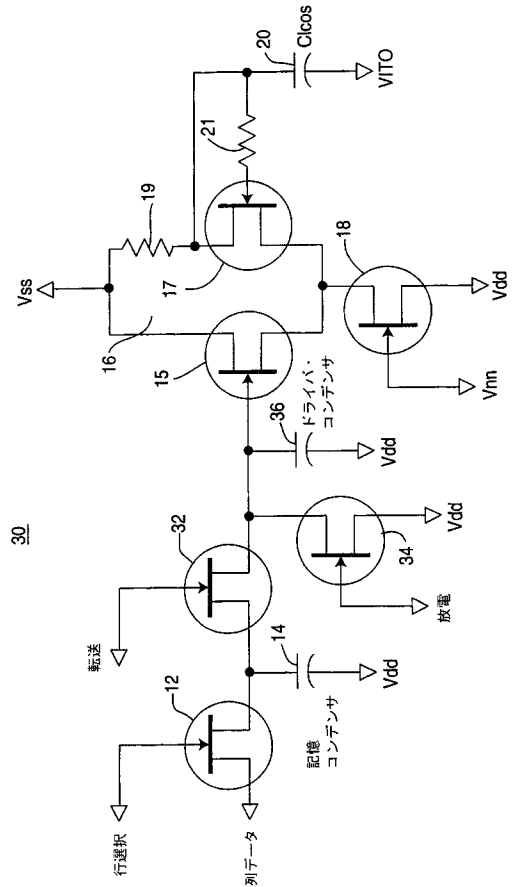 30
行選択
列データ
12
転送
32
14
記憶
コンデンサ
Vdd
34
放電
Vdd
36
ドライバ・
コンデンサ
Vdd
15
16
Vss
19
17
21
20
Clcos
VITO
18
Vnn
Vdd